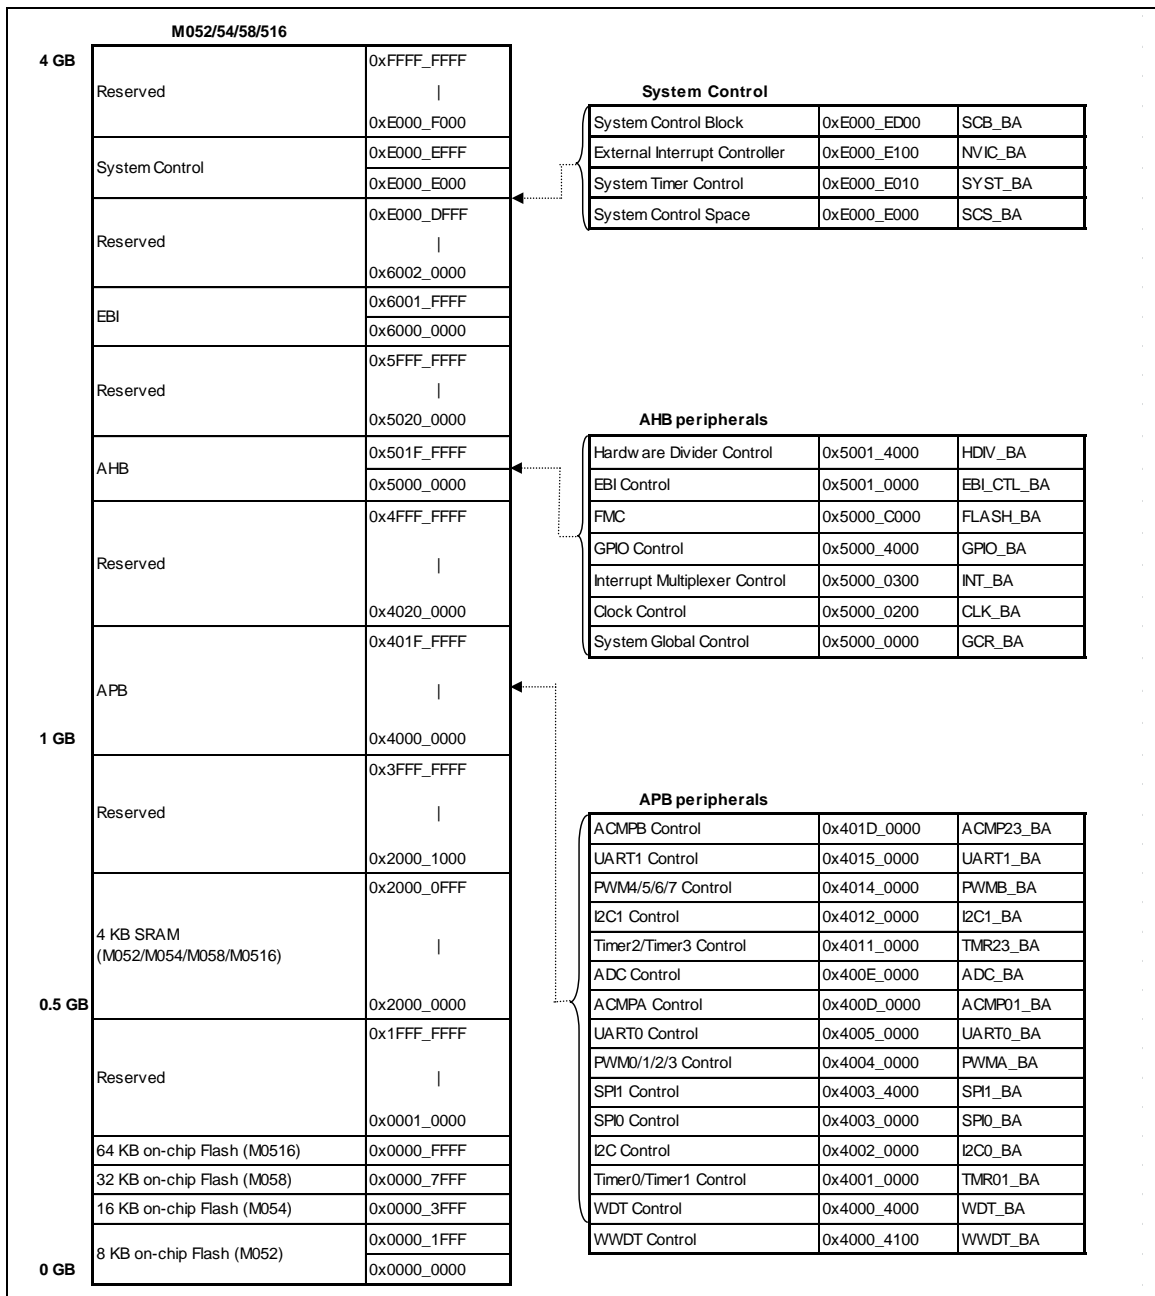 M052/54/58/516
4 GB
0xFFFF_FFFF
Reserved
|
0xE000_F000
System Control
0xE000_EFFF
0xE000_E000
0xE000_DFFF
Reserved
|
0x6002_0000
EBI
0x6001_FFFF
0x6000_0000
0x5FFF_FFFF
Reserved
|
0x5020_0000
AHB
0x501F_FFFF
0x5000_0000
0x4FFF_FFFF
Reserved
|
0x4020_0000
0x401F_FFFF
APB
|
1 GB
0x4000_0000
0x3FFF_FFFF
Reserved
|
0x2000_1000
0x2000_0FFF
4 KB SRAM
(M052/M054/M058/M0516)
|
0.5 GB
0x2000_0000
0x1FFF_FFFF
Reserved
|
0x0001_0000
64 KB on-chip Flash (M0516) 0x0000_FFFF
32 KB on-chip Flash (M058) 0x0000_7FFF
16 KB on-chip Flash (M054) 0x0000_3FFF
8 KB on-chip Flash (M052)
0x0000_1FFF
0 GB
0x0000_0000
System Control
System Control Block 0xE000_ED00 SCB_BA
External Interrupt Controller 0xE000_E100 NVIC_BA
System Timer Control 0xE000_E010 SYST_BA
System Control Space 0xE000_E000 SCS_BA
AHB peripherals
Hardware Divider Control 0x5001_4000 HDIV_BA
EBI Control 0x5001_0000 EBI_CTL_BA
FMC 0x5000_C000 FLASH_BA
GPIO Control 0x5000_4000 GPIO_BA
Interrupt Multiplexer Control 0x5000_0300 INT_BA
Clock Control 0x5000_0200 CLK_BA
System Global Control 0x5000_0000 GCR_BA
APB peripherals
ACMPB Control 0x401D_0000 ACMP23_BA
UART1 Control 0x4015_0000 UART1_BA
PWM4/5/6/7 Control 0x4014_0000 PWMB_BA
I2C1 Control 0x4012_0000 I2C1_BA
Timer2/Timer3 Control 0x4011_0000 TMR23_BA
ADC Control 0x400E_0000 ADC_BA
ACMPA Control 0x400D_0000 ACMP01_BA
UART0 Control 0x4005_0000 UART0_BA
PWM0/1/2/3 Control 0x4004_0000 PWMA_BA
SPI1 Control 0x4003_4000 SPI1_BA
SPI0 Control 0x4003_0000 SPI0_BA
I2C Control 0x4002_0000 I2C0_BA
Timer0/Timer1 Control 0x4001_0000 TMR01_BA
WDT Control 0x4000_4000 WDT_BA
WWDT Control 0x4000_4100 WWDT_BA